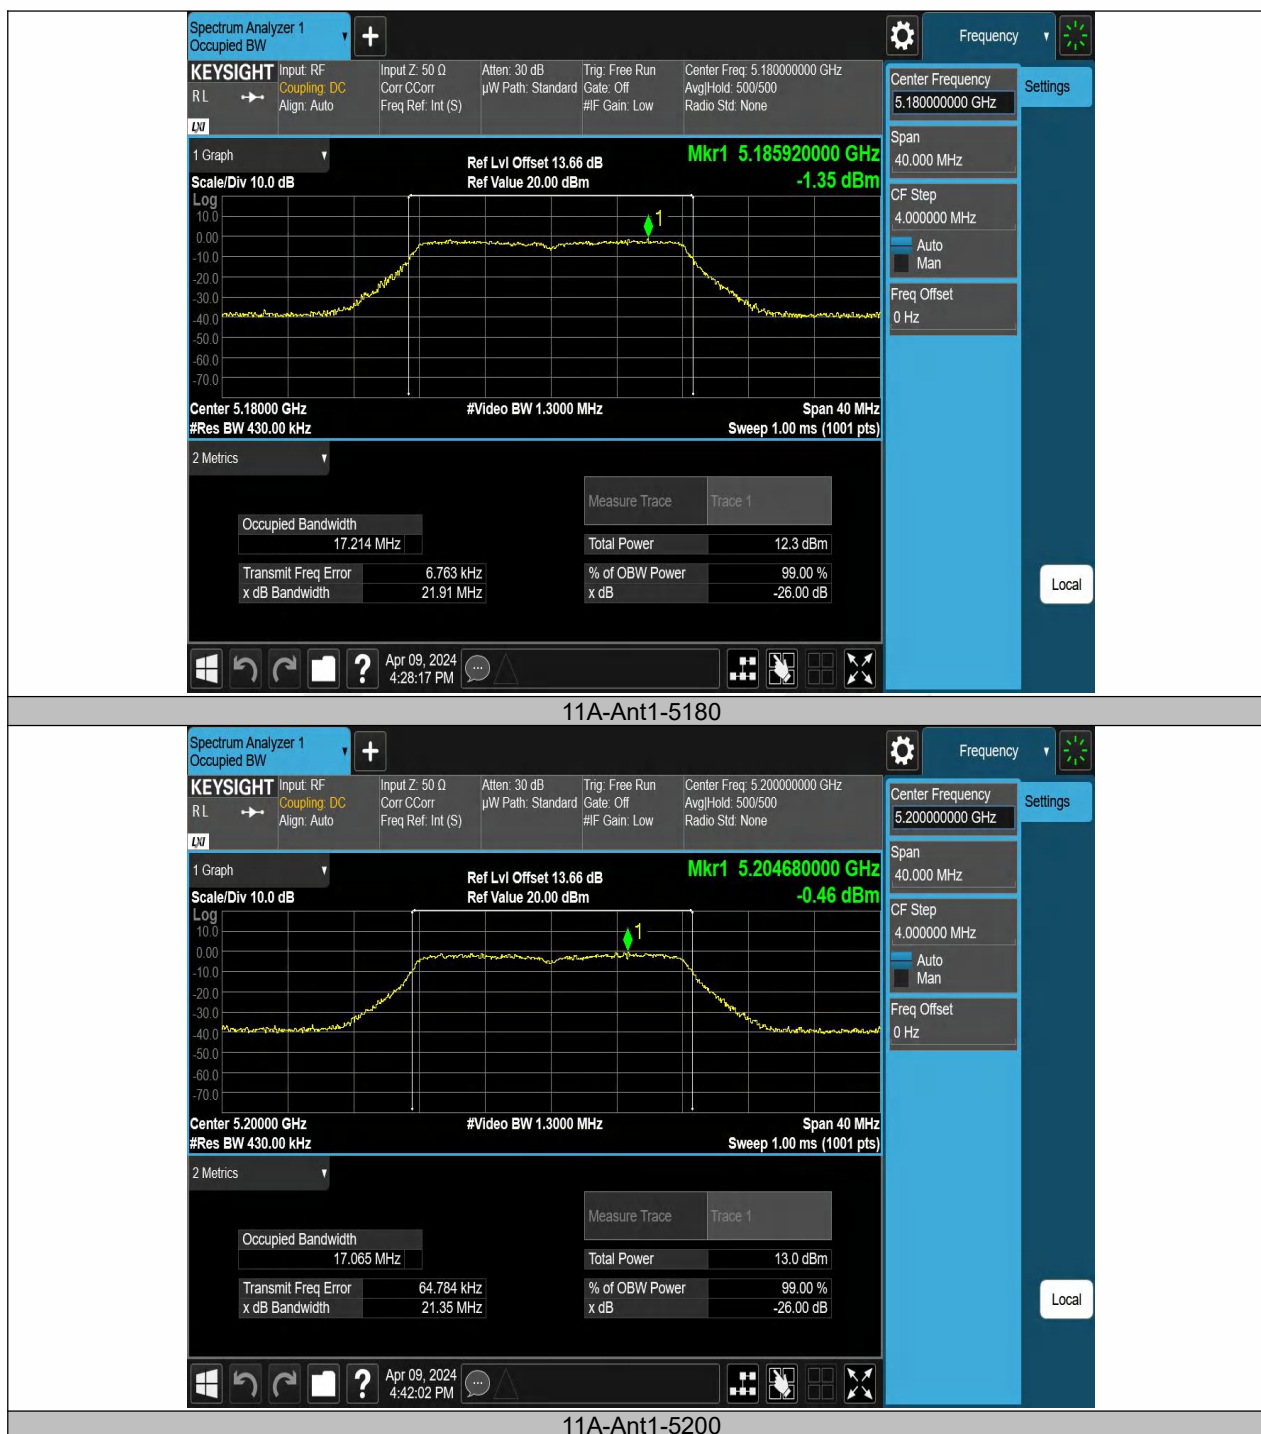 Spectrum Analyzer 1
Occupied BW
+
Frequency
KEYSIGHT
R L
LXI
Input: RF
Coupling: DC
Align: Auto
Input Z: 50 Ω
Corr CCorr
Freq Ref: Int (S)
Atten: 30 dB
µW Path: Standard
Trig: Free Run
Gate: Off
#IF Gain: Low
Center Freq: 5.180000000 GHz
Avg|Hold: 500/500
Radio Std: None
Center Frequency
5.180000000 GHz
Settings
Span
40.000 MHz
CF Step
4.000000 MHz
Auto
Man
Freq Offset
0 Hz
1 Graph
Ref Lvl Offset 13.66 dB
Mkr1 5.185920000 GHz
Scale/Div 10.0 dB
Ref Value 20.00 dBm
-1.35 dBm
Log
10.0
0.00
-10.0
-20.0
-30.0
-40.0
-50.0
-60.0
-70.0
1
Center 5.18000 GHz
#Video BW 1.3000 MHz
Span 40 MHz
#Res BW 430.00 kHz
Sweep 1.00 ms (1001 pts)
2 Metrics
Measure Trace Trace 1
Occupied Bandwidth
17.214 MHz
Total Power 12.3 dBm
Transmit Freq Error 6.763 kHz
% of OBW Power 99.00 %
x dB Bandwidth 21.91 MHz
x dB -26.00 dB
Local
?
Apr 09, 2024
4:28:17 PM
11A-Ant1-5180
Spectrum Analyzer 1
Occupied BW
+
Frequency
KEYSIGHT
R L
LXI
Input: RF
Coupling: DC
Align: Auto
Input Z: 50 Ω
Corr CCorr
Freq Ref: Int (S)
Atten: 30 dB
µW Path: Standard
Trig: Free Run
Gate: Off
#IF Gain: Low
Center Freq: 5.200000000 GHz
Avg|Hold: 500/500
Radio Std: None
Center Frequency
5.200000000 GHz
Settings
Span
40.000 MHz
CF Step
4.000000 MHz
Auto
Man
Freq Offset
0 Hz
1 Graph
Ref Lvl Offset 13.66 dB
Mkr1 5.204680000 GHz
Scale/Div 10.0 dB
Ref Value 20.00 dBm
-0.46 dBm
Log
10.0
0.00
-10.0
-20.0
-30.0
-40.0
-50.0
-60.0
-70.0
1
Center 5.20000 GHz
#Video BW 1.3000 MHz
Span 40 MHz
#Res BW 430.00 kHz
Sweep 1.00 ms (1001 pts)
2 Metrics
Measure Trace Trace 1
Occupied Bandwidth
17.065 MHz
Total Power 13.0 dBm
Transmit Freq Error 64.784 kHz
% of OBW Power 99.00 %
x dB Bandwidth 21.35 MHz
x dB -26.00 dB
Local
?
Apr 09, 2024
4:42:02 PM
11A-Ant1-5200